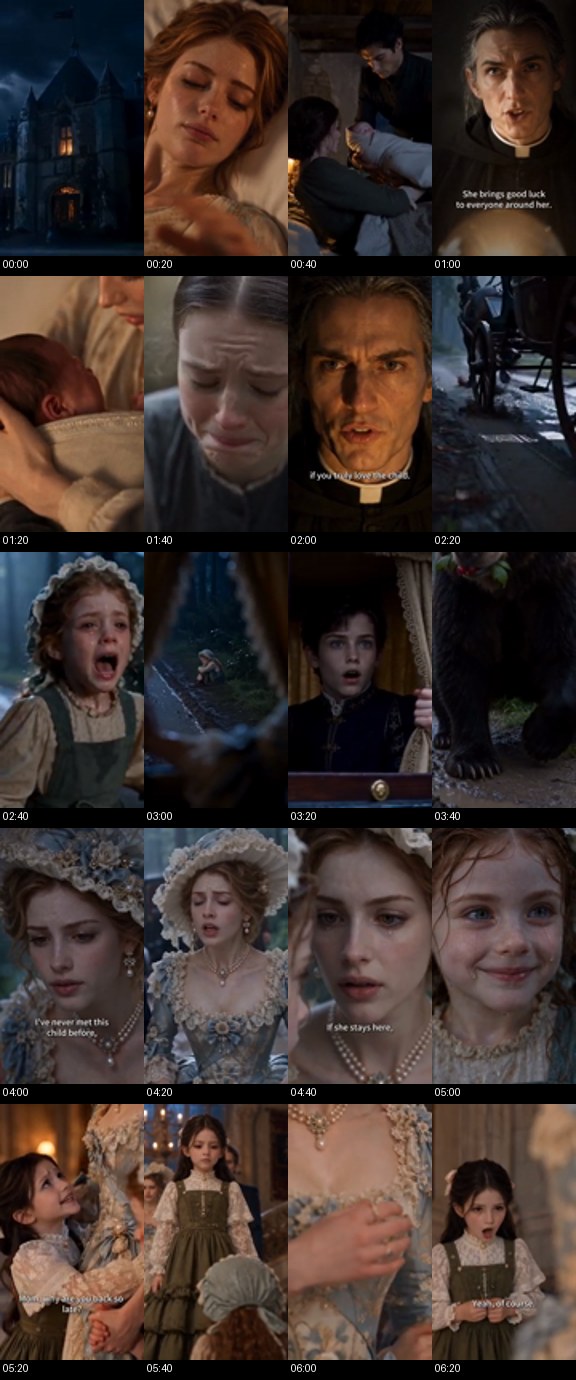 She brings good luck
to everyone around her.
00:00
00:20
00:40
01:00
if you truly love the child,
01:20
01:40
02:00
02:20
02:40
03:00
03:20
03:40
I've never met this
child before,
If she stays here,
04:00
04:20
04:40
05:00
Mom, why are you back so
late?
Yeah, of course.
05:20
05:40
06:00
06:20